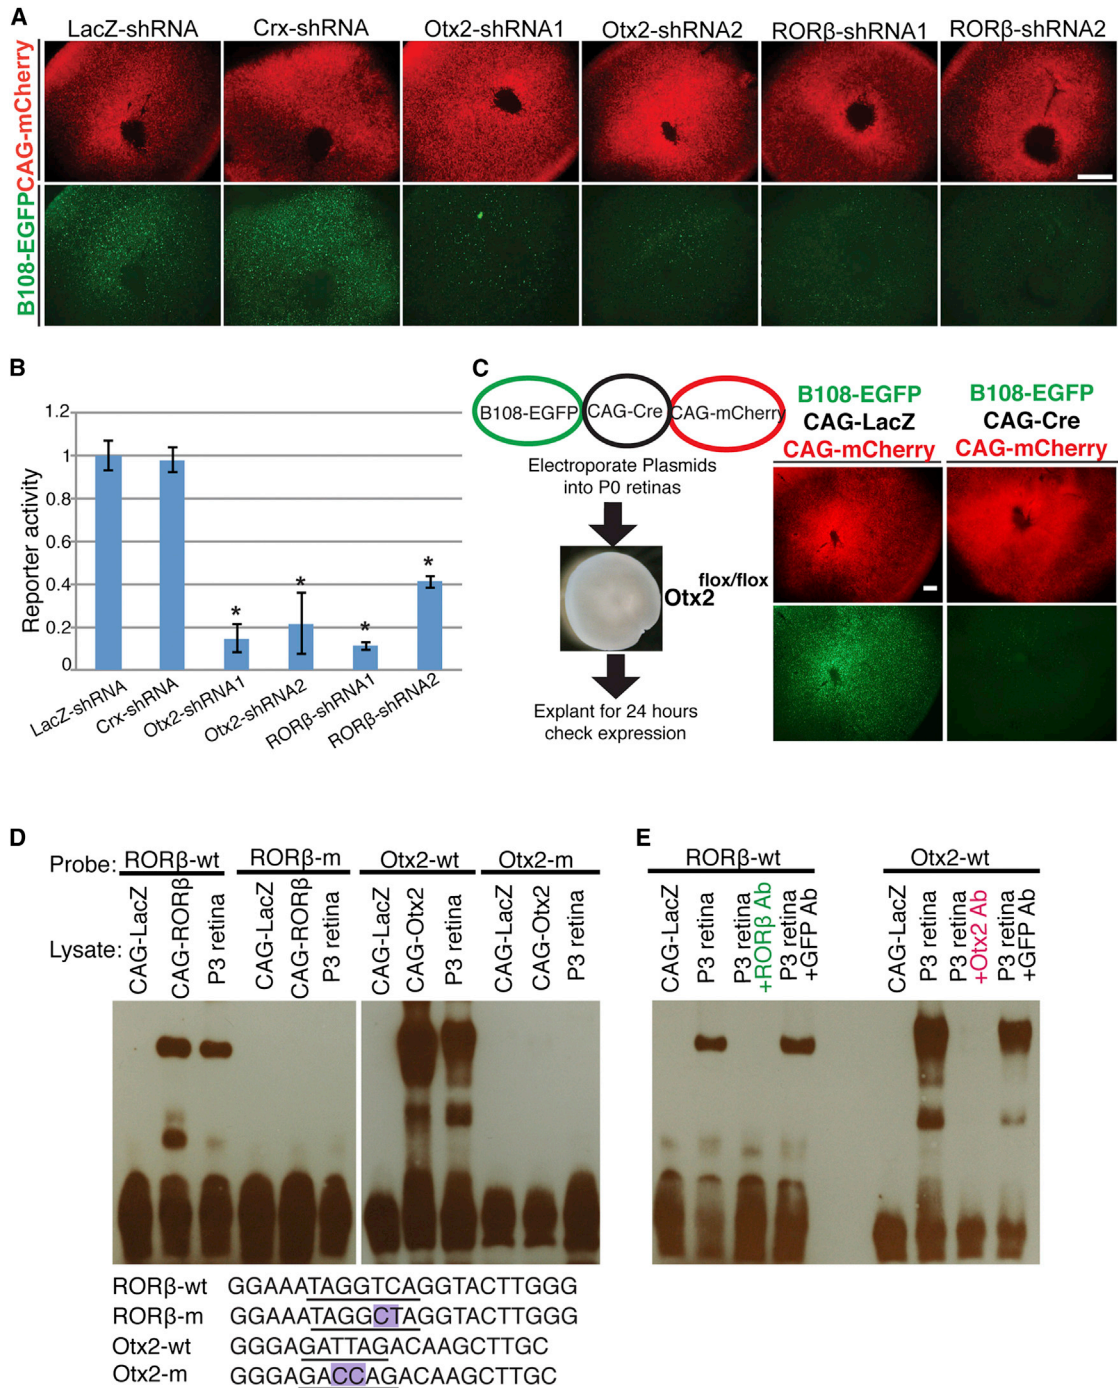 A
LacZ-shRNA Crx-shRNA Otx2-shRNA1 Otx2-shRNA2 RORβ-shRNA1 RORβ-shRNA2
B108-EGFP CAG-mCherry
B
Reporter activity
1.2
1
0.8
0.6
0.4
0.2
0
* * * *
LacZ-shRNA
Crx-shRNA
Otx2-shRNA1
Otx2-shRNA2
RORβ-shRNA1
RORβ-shRNA2
C
B108-EGFP CAG-Cre CAG-mCherry
Electroporate Plasmids
into P0 retinas
Otx2 flox/flox
Explant for 24 hours
check expression
B108-EGFP
CAG-LacZ
CAG-mCherry
B108-EGFP
CAG-Cre
CAG-mCherry
D
Probe: RORβ-wt RORβ-m Otx2-wt Otx2-m
Lysate:
CAG-LacZ
CAG-RORβ
P3 retina
CAG-LacZ
CAG-RORβ
P3 retina
CAG-LacZ
CAG-Otx2
P3 retina
CAG-LacZ
CAG-Otx2
P3 retina
RORβ-wt GGAAATAGGTCAGGTACTTGGG
RORβ-m GGAAATAGGCTAGGTACTTGGG
Otx2-wt GGGAGATTAGACAAGCTTGC
Otx2-m GGGAGACCAGACAAGCTTGC
E
RORβ-wt Otx2-wt
CAG-LacZ
P3 retina
P3 retina
+RORβ Ab
P3 retina
+GFP Ab
CAG-LacZ
P3 retina
P3 retina
+Otx2 Ab
P3 retina
+GFP Ab